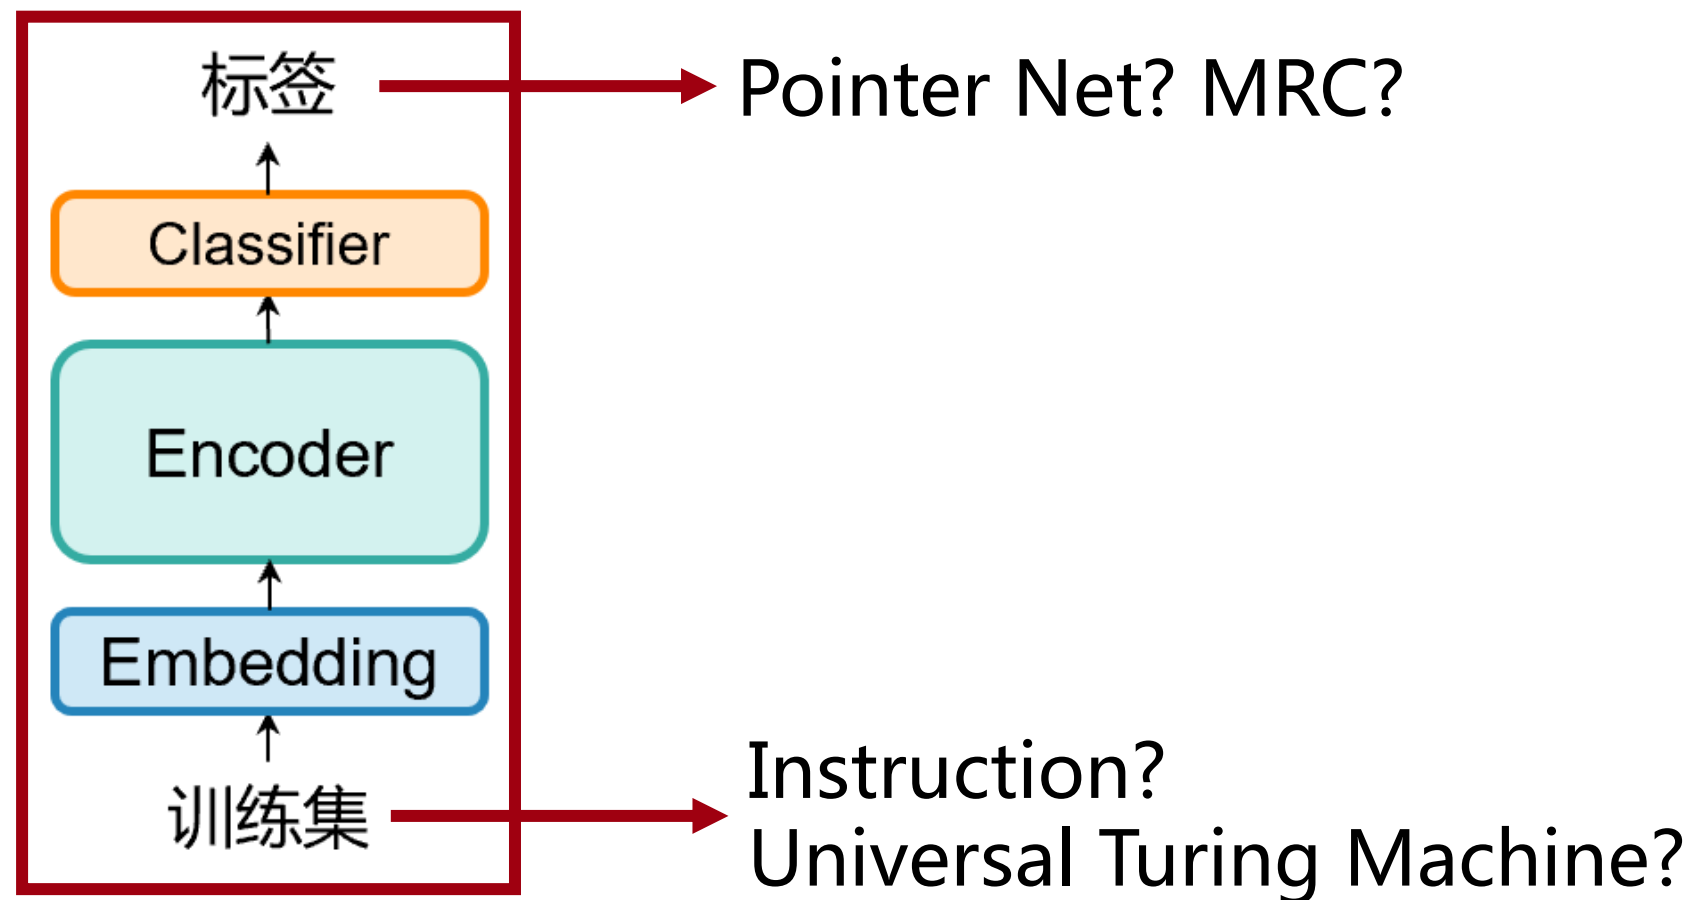 标签
Pointer Net? MRC?
Classifier
Encoder
Embedding
训练集
Instruction?
Universal Turing Machine?